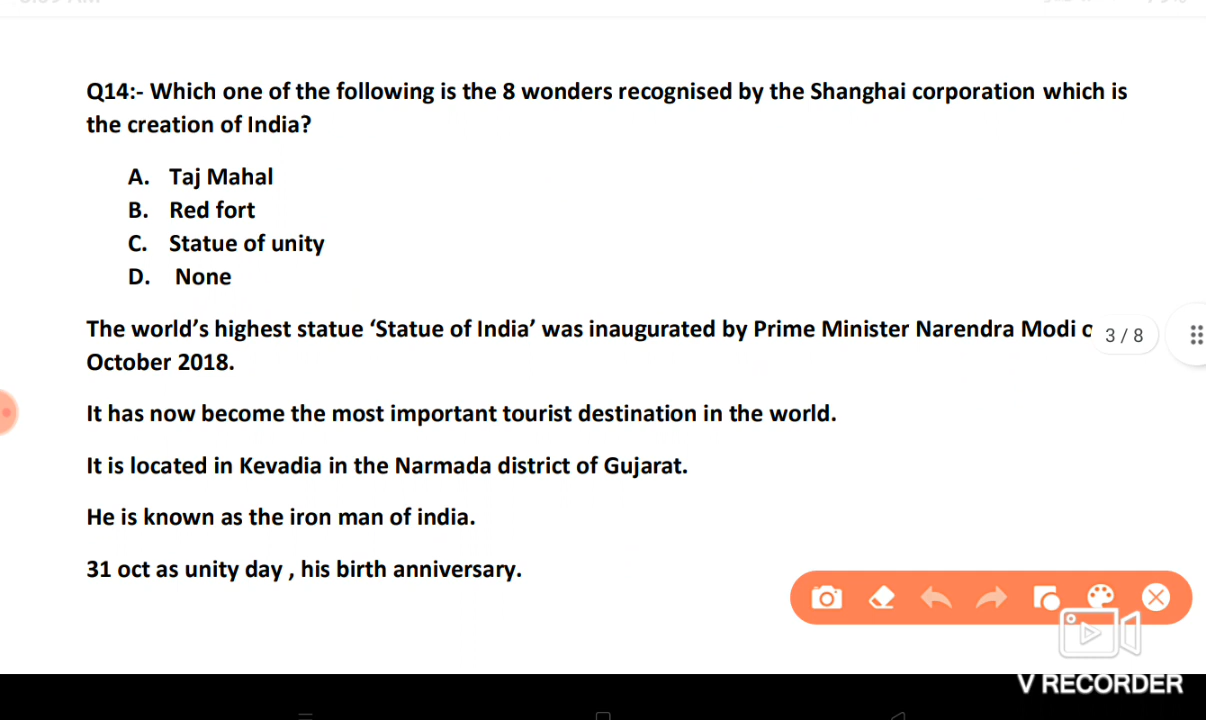 Q14:- Which one of the following is the 8 wonders recognised by the Shanghai corporation which is
the creation of India?
A. Taj Mahal
B. Red fort
C. Statue of unity
D. None
The world's highest statue ‘Statue of India’ was inaugurated by Prime Minister Narendra Modi
3 / 8
October 2018.
It has now become the most important tourist destination in the world.
It is located in Kevadia in the Narmada district of Gujarat.
He is known as the iron man of india.
31 oct as unity day , his birth anniversary.
V RECORDER